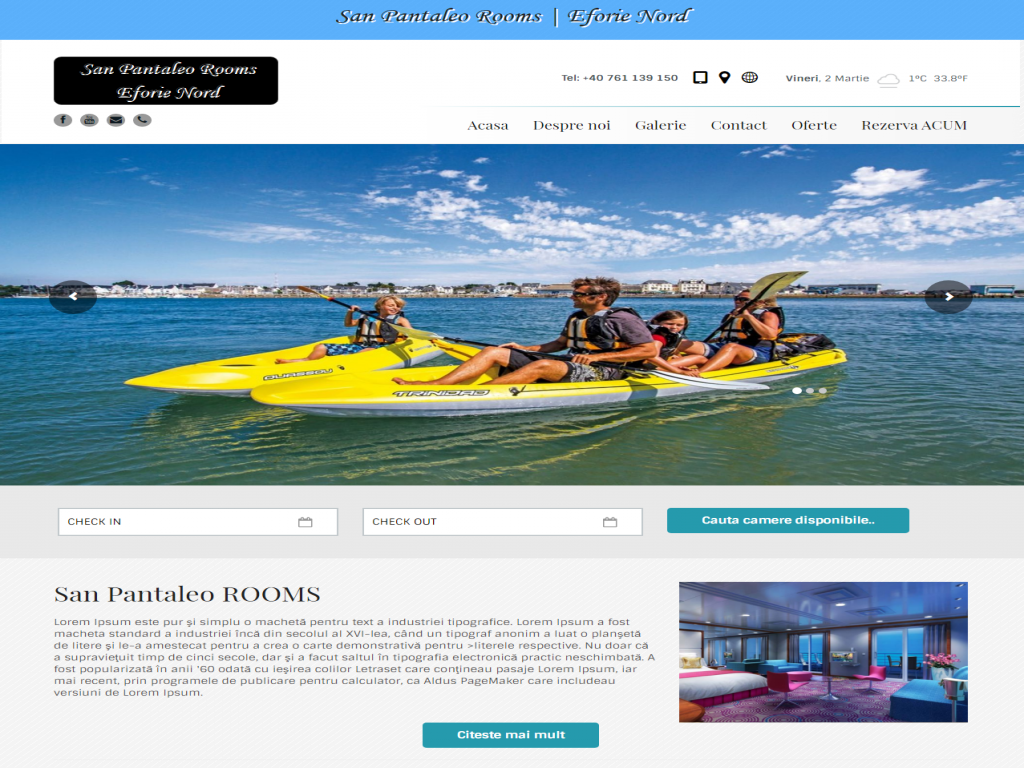 San Pantaleo Rooms | Eforie Nord
San Pantaleo Rooms
Eforie Nord
Tel: +40 761 139 150
Vineri, 2 Martie 1°C 33.8°F
Acasa Despre noi Galerie Contact Oferte Rezerva ACUM
TRINIDAD
CHECK IN
CHECK OUT
Cauta camere disponibile..
San Pantaleo ROOMS
Lorem Ipsum este pur şi simplu o machetă pentru text a industriei tipografice. Lorem Ipsum a fost
macheta standard a industriei încă din secolul al XVI-lea, când un tipograf anonim a luat o planşetă
de litere şi le-a amestecat pentru a crea o carte demonstrativă pentru >literele respective. Nu doar că
a supravieţuit timp de cinci secole, dar şi a facut saltul în tipografia electronică practic neschimbată. A
fost popularizată în anii '60 odată cu ieşirea colilor Letraset care conţineau pasaje Lorem Ipsum, iar
mai recent, prin programele de publicare pentru calculator, ca Aldus PageMaker care includeau
versiuni de Lorem Ipsum.
Citeste mai mult